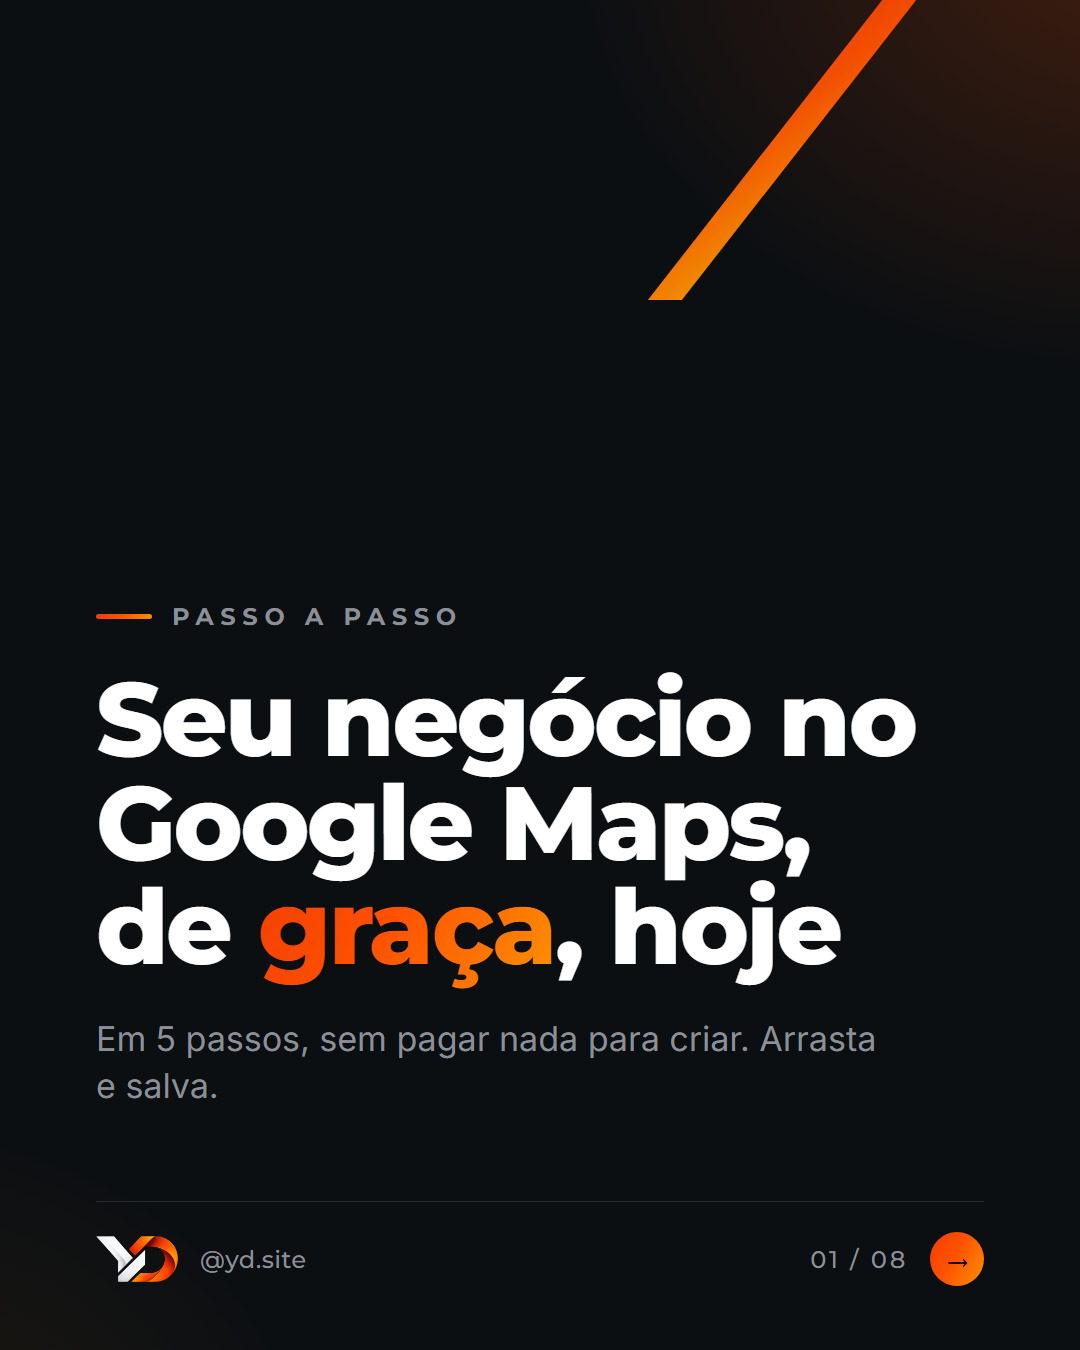 PASSO A PASSO
Seu negócio no
Google Maps,
de graça, hoje
Em 5 passos, sem pagar nada para criar. Arrasta
e salva.
YD @yd.site 01 / 08 →